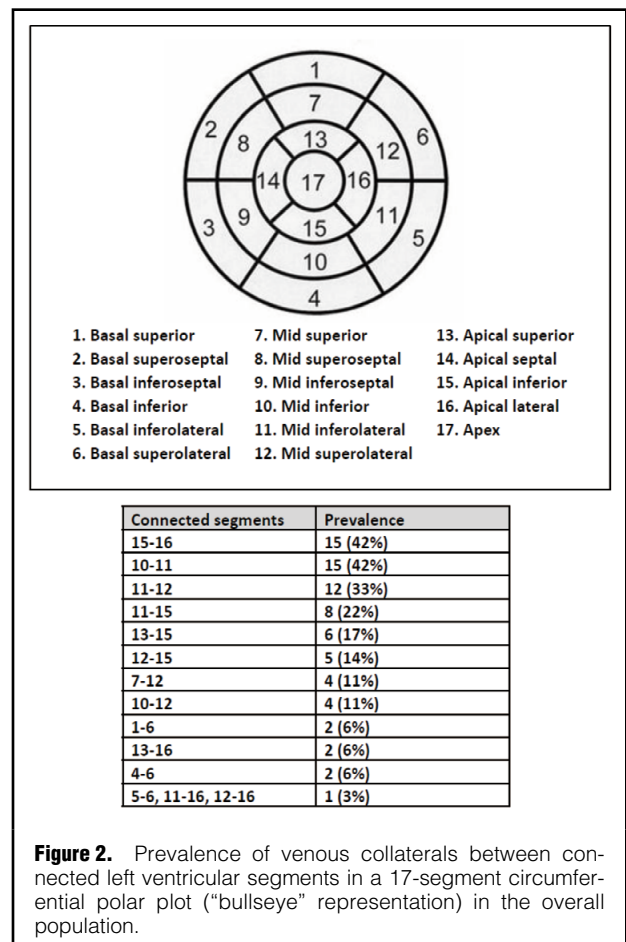 1
2
7
6
8
12
13
14
17
16
3
9
15
11
5
10
4
1. Basal superior 7. Mid superior 13. Apical superior
2. Basal superoseptal 8. Mid superoseptal 14. Apical septal
3. Basal inferoseptal 9. Mid inferoseptal 15. Apical inferior
4. Basal inferior 10. Mid inferior 16. Apical lateral
5. Basal inferolateral 11. Mid inferolateral 17. Apex
6. Basal superolateral 12. Mid superolateral
Connected segments Prevalence
15-16 15 (42%)
10-11 15 (42%)
11-12 12 (33%)
11-15 8 (22%)
13-15 6 (17%)
12-15 5 (14%)
7-12 4 (11%)
10-12 4 (11%)
1-6 2 (6%)
13-16 2 (6%)
4-6 2 (6%)
5-6, 11-16, 12-16 1 (3%)
Figure 2. Prevalence of venous collaterals between con-
nected left ventricular segments in a 17-segment circumfer-
ential polar plot (“bullseye” representation) in the overall
population.